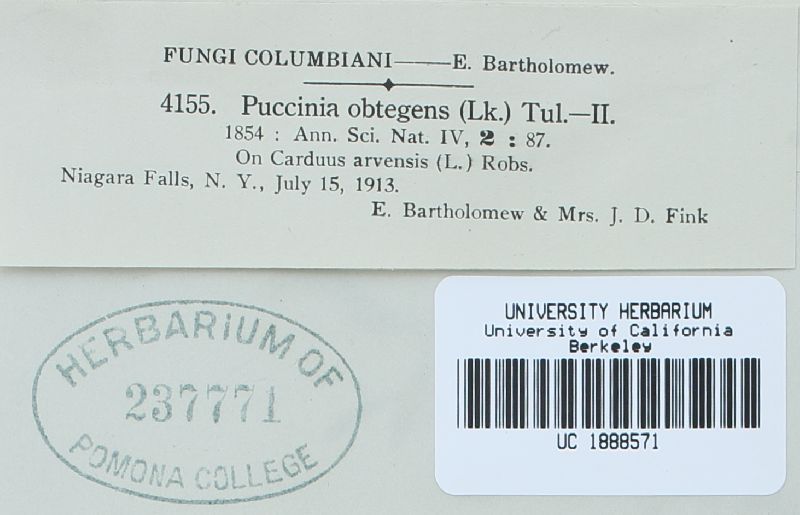 FUNGI COLUMBIANI——E. Bartholomew.
4155. Puccinia obtegens (Lk.) Tul.—II.
1854 : Ann. Sci. Nat. IV, 2 : 87.
On Carduus arvensis (L.) Robs.
Niagara Falls, N. Y., July 15, 1913.
E. Bartholomew & Mrs. J. D. Fink
HERBARIUM OF
237771
POMONA COLLEGE
UNIVERSITY HERBARIUM
University of California
Berkeley
UC 1888571